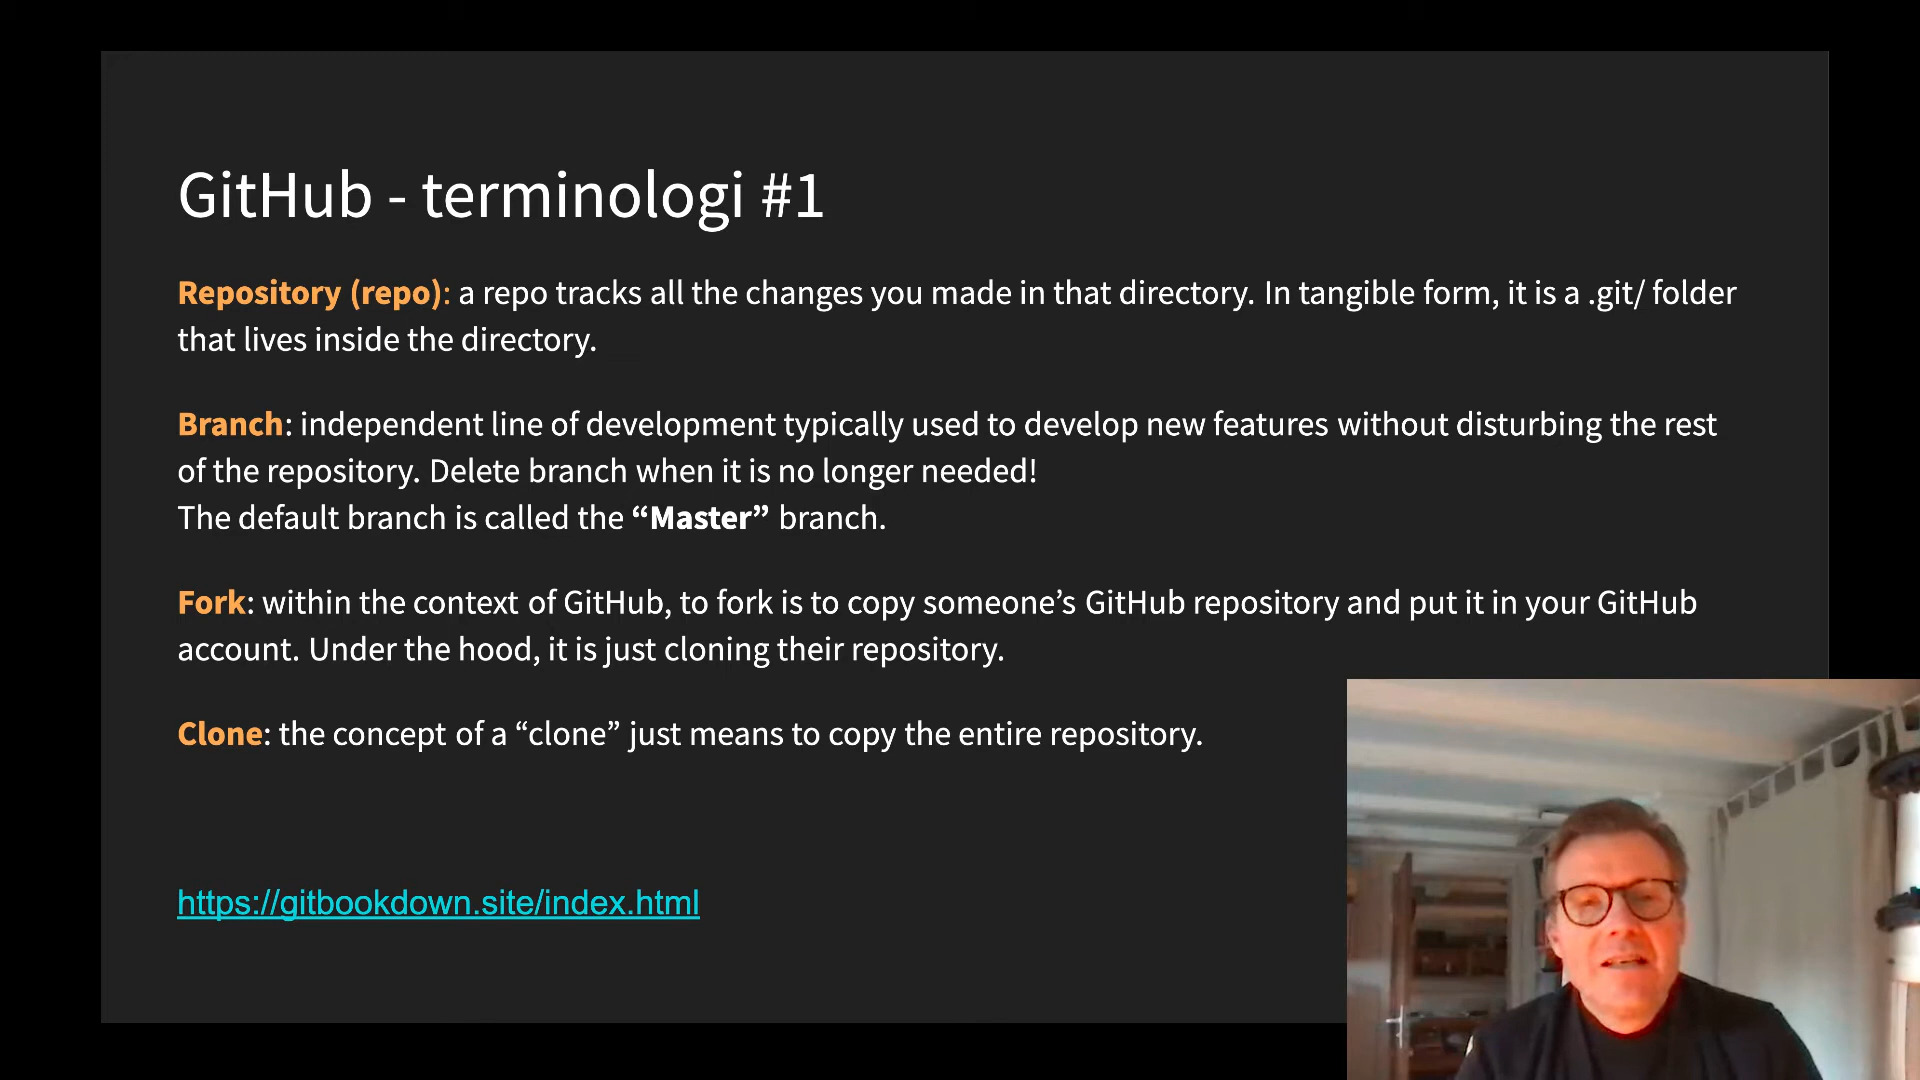 GitHub - terminologi #1
Repository (repo): a repo tracks all the changes you made in that directory. In tangible form, it is a .git/ folder
that lives inside the directory.
Branch: independent line of development typically used to develop new features without disturbing the rest
of the repository. Delete branch when it is no longer needed!
The default branch is called the “Master” branch.
Fork: within the context of GitHub, to fork is to copy someone’s GitHub repository and put it in your GitHub
account. Under the hood, it is just cloning their repository.
Clone: the concept of a “clone” just means to copy the entire repository.
https://gitbookdown.site/index.html